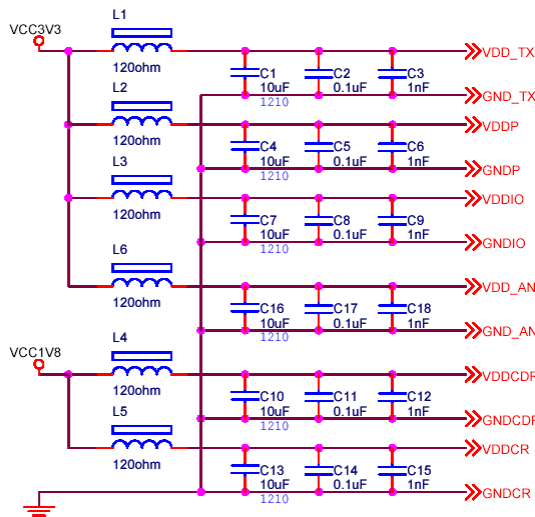 L1
VCC3V3
VDD_TX
120ohm
C1 C2 C3
10uF 0.1uF 1nF
1210
GND_TX
L2
VDDP
120ohm
C4 C5 C6
10uF 0.1uF 1nF
1210
GNDP
L3
VDDIO
120ohm
C7 C8 C9
10uF 0.1uF 1nF
1210
GNDIO
L6
VDD_AN
120ohm
C16 C17 C18
10uF 0.1uF 1nF
1210
GND_AN
L4
VCC1V8
VDDCDR
120ohm
C10 C11 C12
10uF 0.1uF 1nF
1210
GNDCDR
L5
VDDCR
120ohm
C13 C14 C15
10uF 0.1uF 1nF
1210
GNDCR